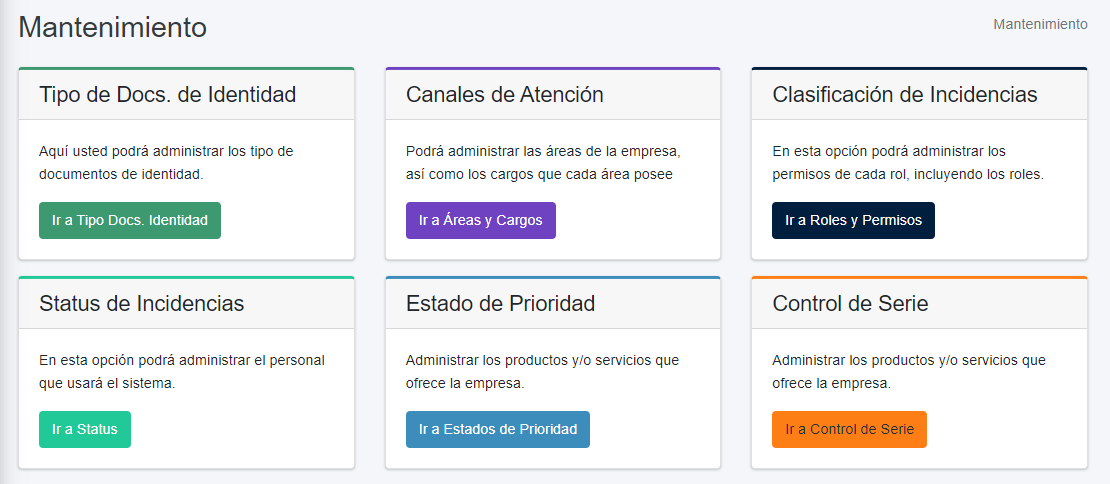 Mantenimiento
Mantenimiento
Tipo de Docs. de Identidad
Aquí usted podrá administrar los tipo de
documentos de identidad.
Ir a Tipo Docs. Identidad
Canales de Atención
Podrá administrar las áreas de la empresa,
así como los cargos que cada área posee
Ir a Áreas y Cargos
Clasificación de Incidencias
En esta opción podrá administrar los
permisos de cada rol, incluyendo los roles.
Ir a Roles y Permisos
Status de Incidencias
En esta opción podrá administrar el personal
que usará el sistema.
Ir a Status
Estado de Prioridad
Administrar los productos y/o servicios que
ofrece la empresa.
Ir a Estados de Prioridad
Control de Serie
Administrar los productos y/o servicios que
ofrece la empresa.
Ir a Control de Serie